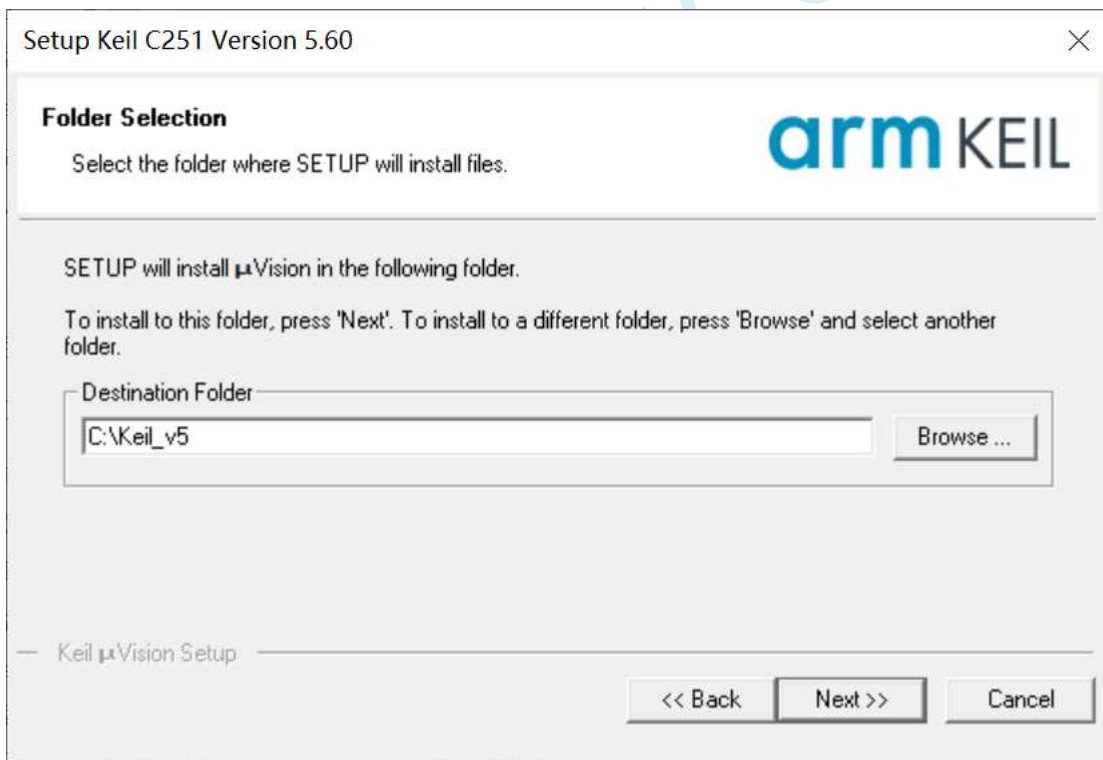 Setup Keil C251 Version 5.60
Folder Selection
Select the folder where SETUP will install files.
arm KEIL
SETUP will install µVision in the following folder.
To install to this folder, press 'Next'. To install to a different folder, press 'Browse' and select another
folder.
Destination Folder
C:\Keil_v5
Browse ...
Keil µVision Setup
<< Back
Next >>
Cancel